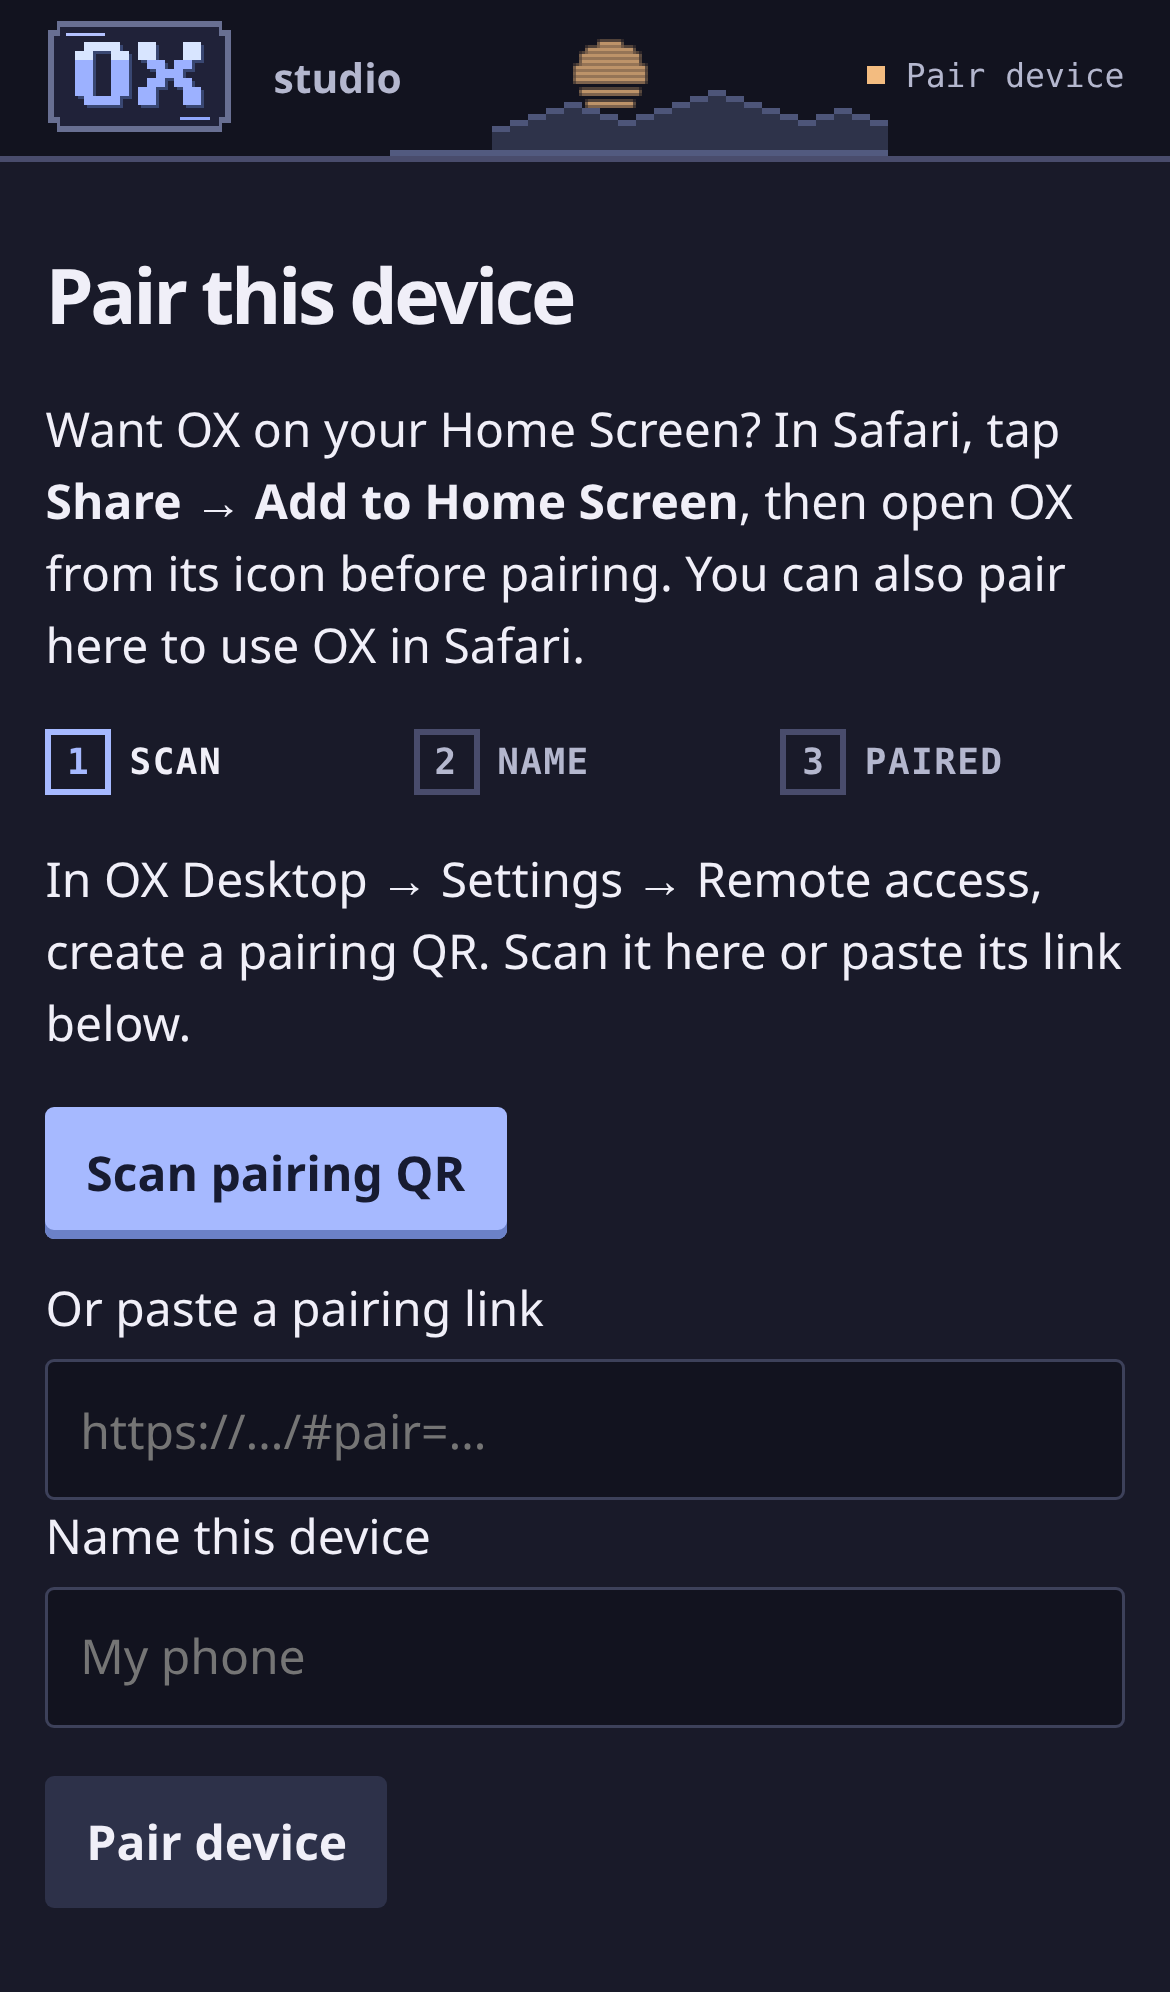 OX studio
Pair device
Pair this device
Want OX on your Home Screen? In Safari, tap
Share → Add to Home Screen, then open OX
from its icon before pairing. You can also pair
here to use OX in Safari.
1 SCAN 2 NAME 3 PAIRED
In OX Desktop → Settings → Remote access,
create a pairing QR. Scan it here or paste its link
below.
Scan pairing QR
Or paste a pairing link
https://.../#pair=...
Name this device
My phone
Pair device